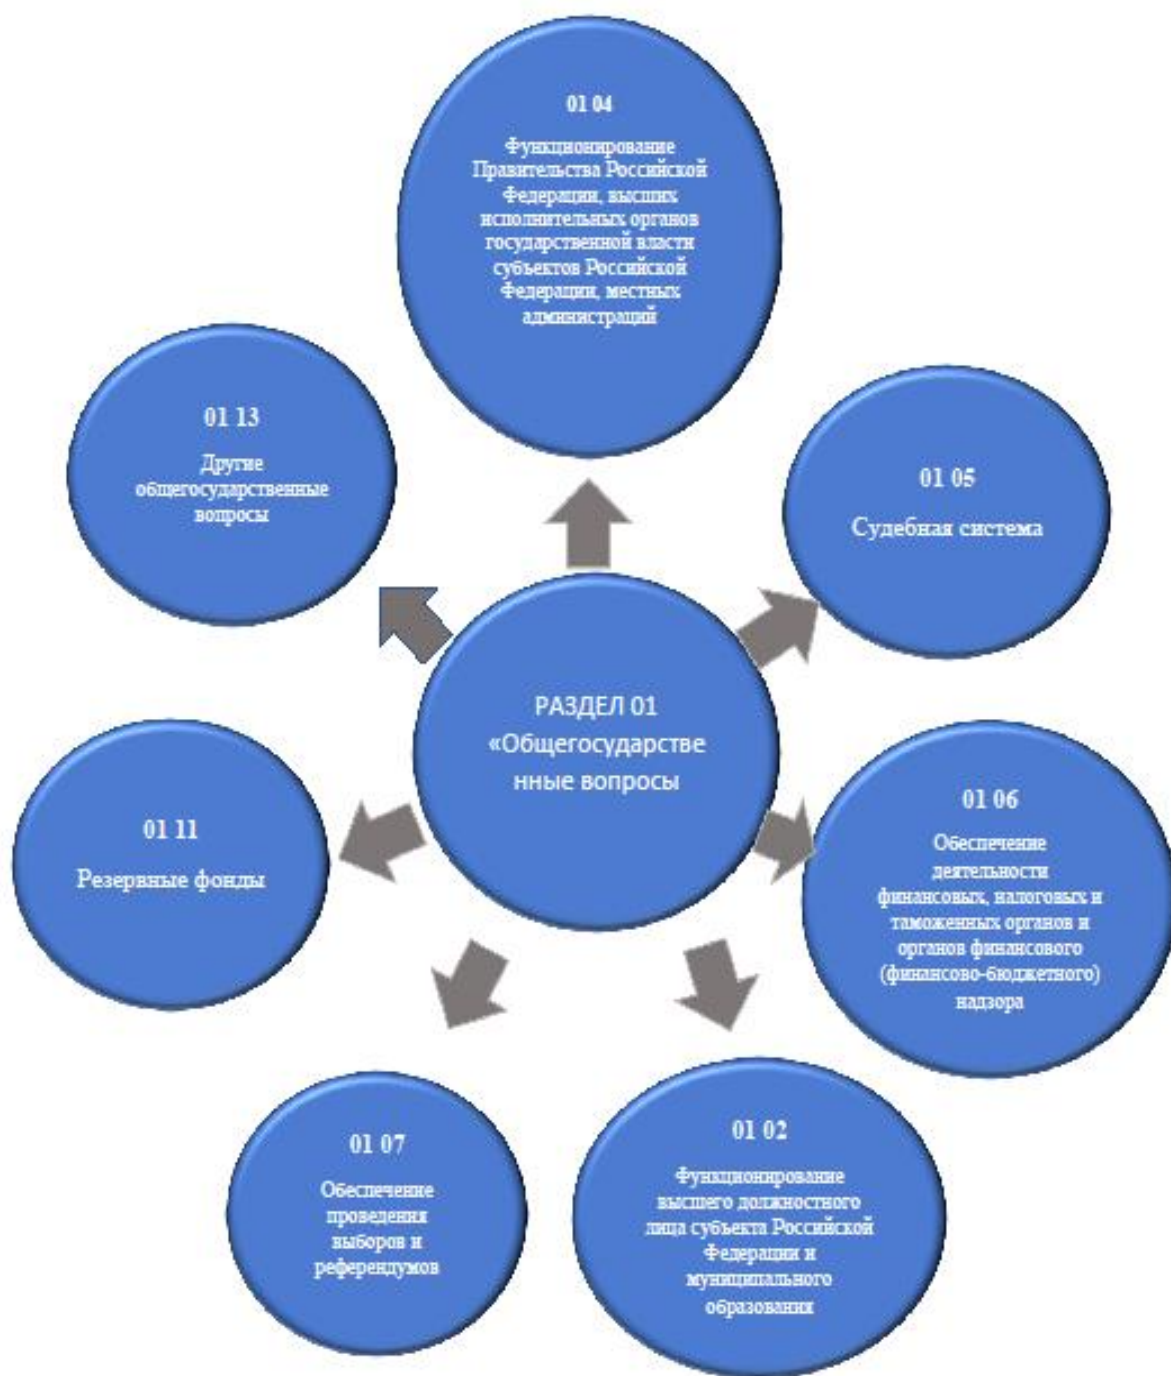 01 04
Функционирование
Правительства Российской
Федерации, высших
исполнительных органов
государственной власти
субъектов Российской
Федерации, местных
администраций
01 13
Другие
общегосударственные
вопросы
01 05
Судебная система
РАЗДЕЛ 01
«Общегосударстве
нные вопросы
01 06
Обеспечение
деятельности
финансовых, налоговых и
таможенных органов и
органов финансового
(финансово-бюджетного)
надзора
01 11
Резервные фонды
01 07
Обеспечение
проведения
выборов и
референдумов
01 02
Функционирование
высшего должностного
лица субъекта Российской
Федерации и
муниципального
образования